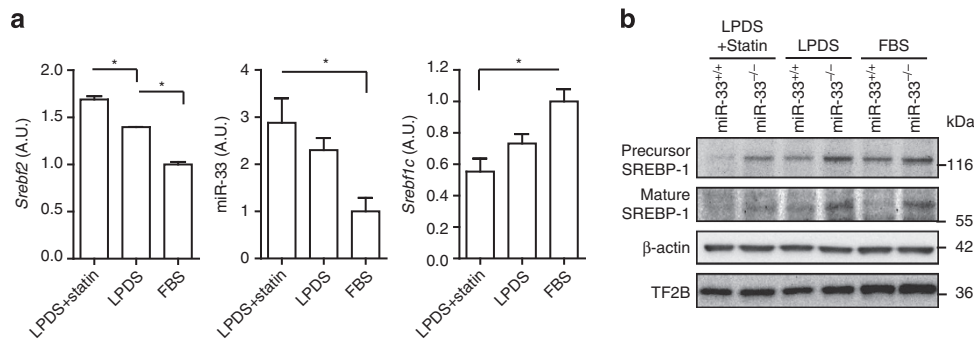 a
*
*
2.0
1.5
1.0
0.5
0.0
Srebf2 (A.U.)
LPDS+statin
LPDS
FBS
*
4
3
2
1
0
miR-33 (A.U.)
LPDS+statin
LPDS
FBS
*
1.2
1.0
0.8
0.6
0.4
0.2
0.0
Srebf1c (A.U.)
LPDS+statin
LPDS
FBS
b
LPDS
+Statin
LPDS
FBS
miR-33+/+
miR-33−/−
miR-33+/+
miR-33−/−
miR-33+/+
miR-33−/−
kDa
Precursor
SREBP-1
116
Mature
SREBP-1
55
β-actin
42
TF2B
36